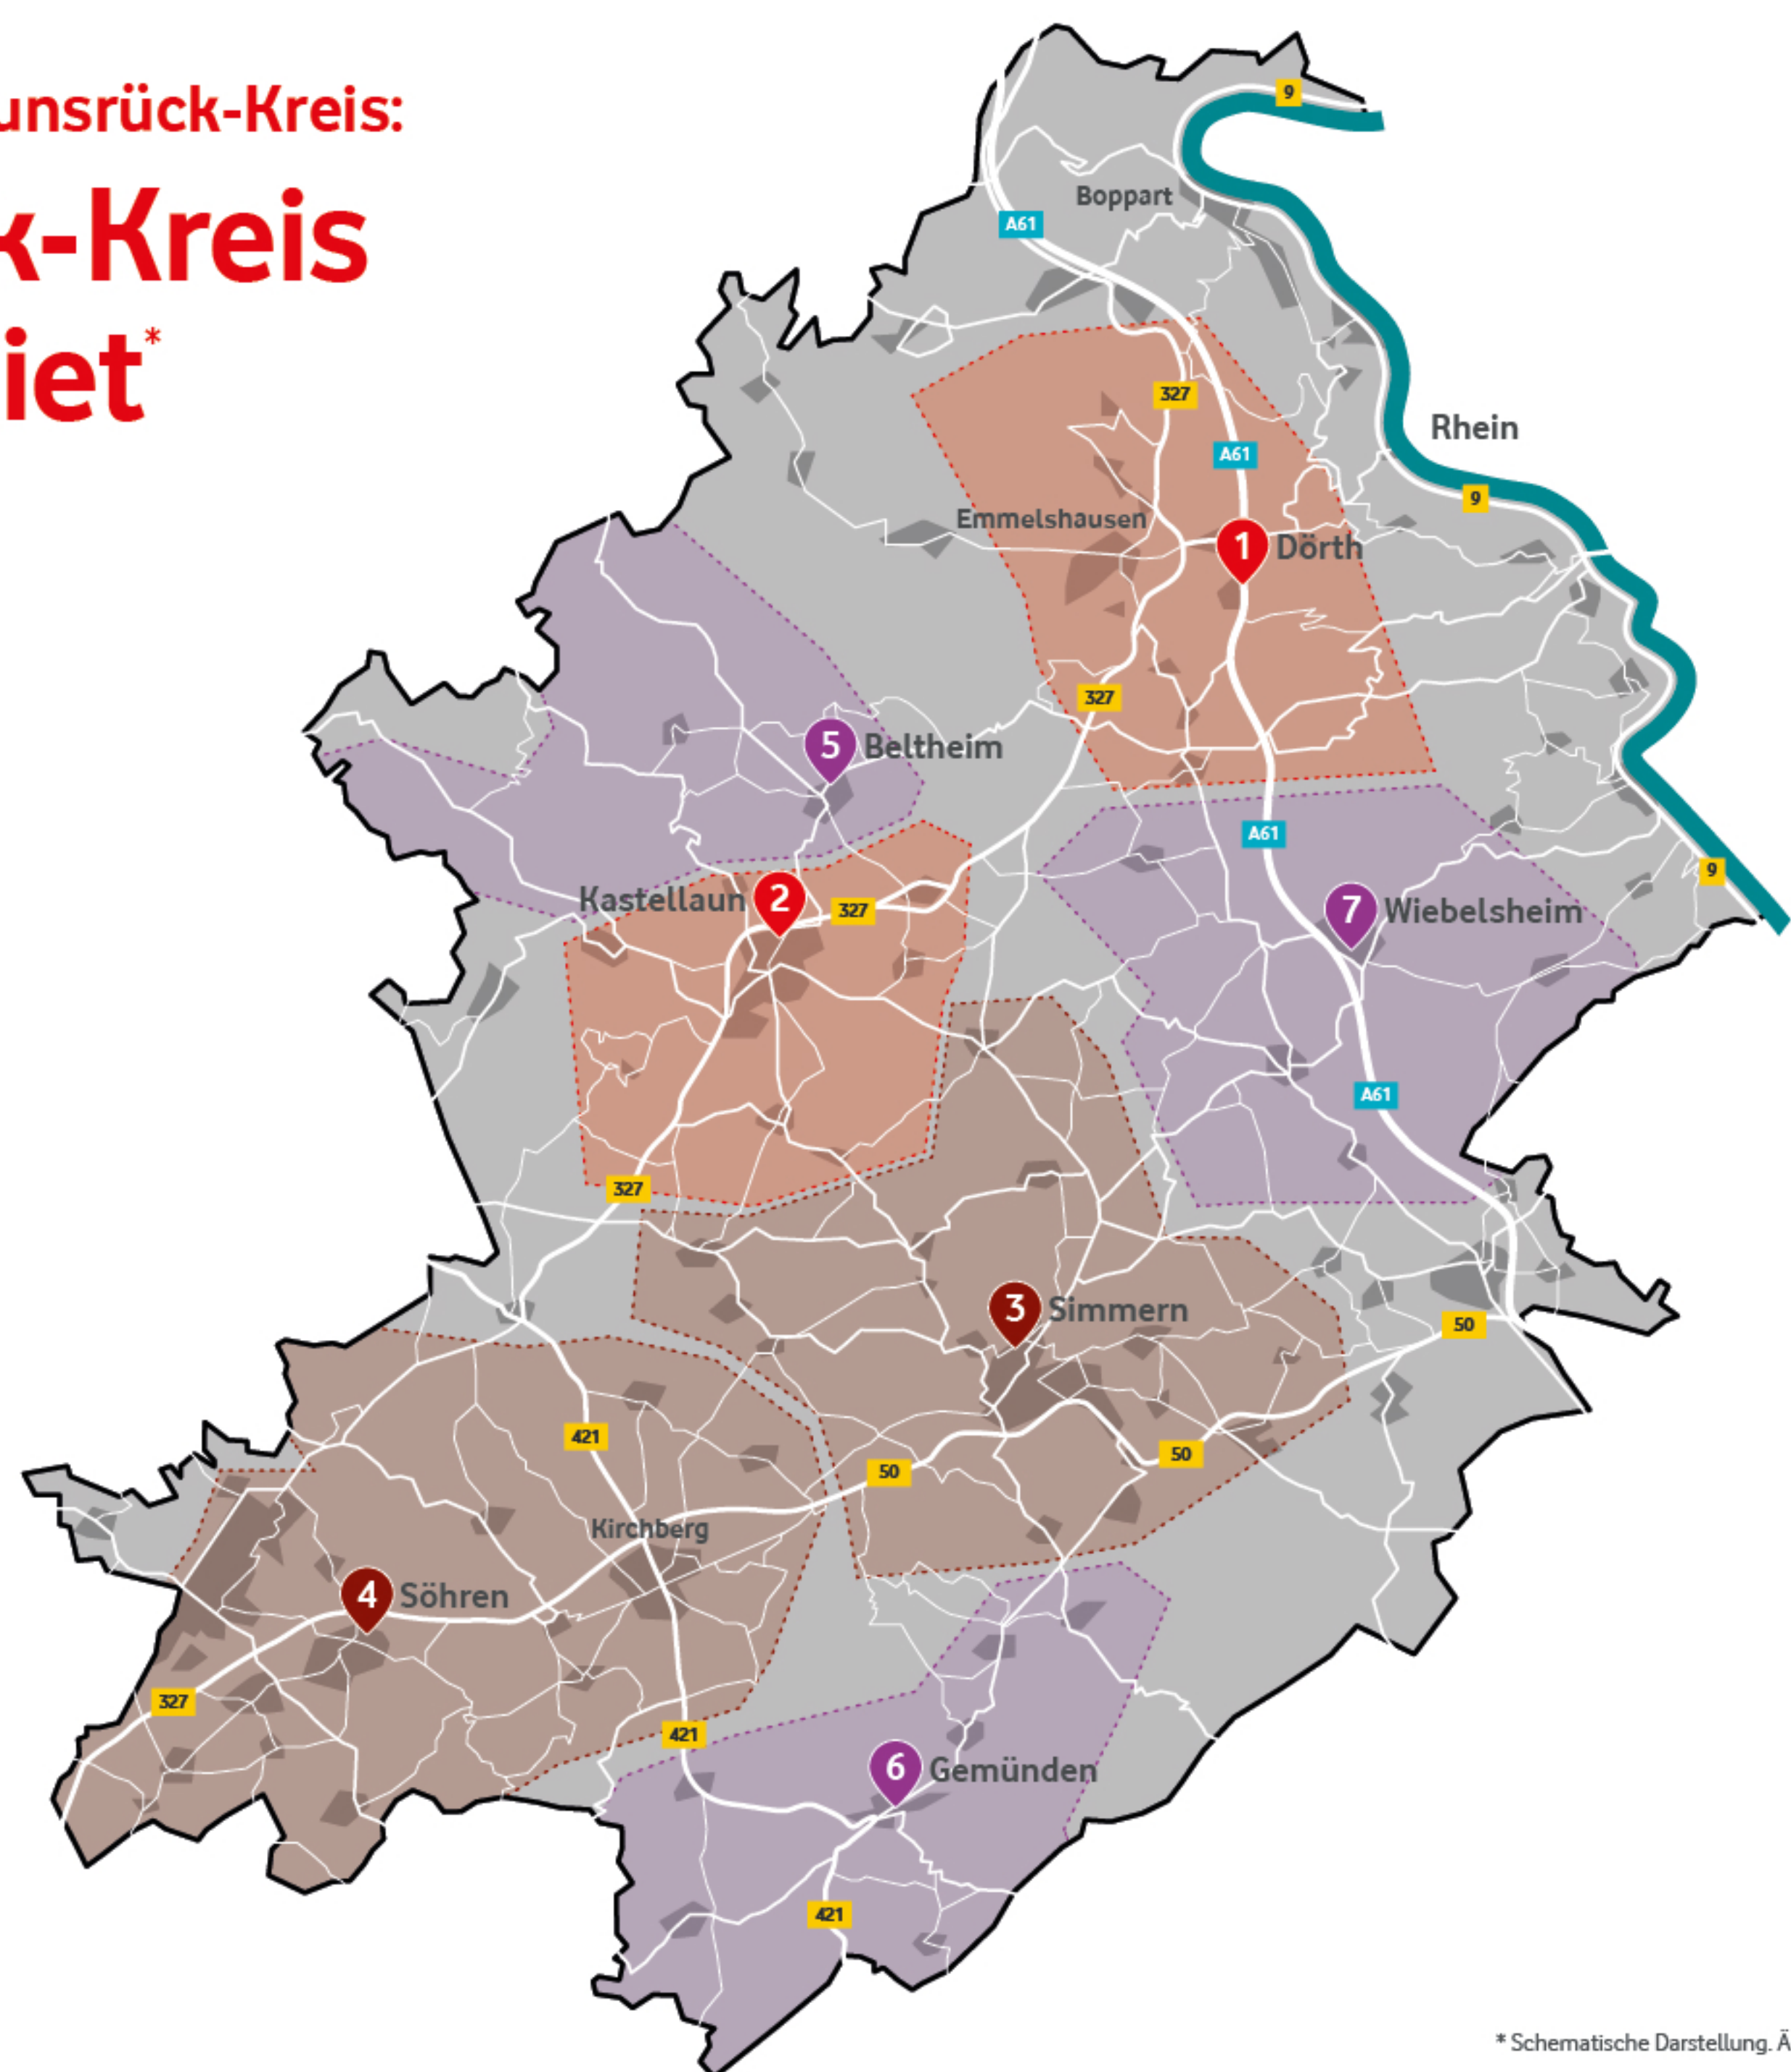 unsrück-Kreis:
k-Kreis
iet*
9
Boppart
A61
327
Rhein
A61
9
Emmelshausen
1 Dörth
327
5 Beltheim
A61
9
Kastellaun 2
327
7 Wiebelsheim
A61
327
3 Simmern
50
421
50
50
Kirchberg
4 Söhren
327
421
6 Gemünden
421
* Schematische Darstellung. Ä